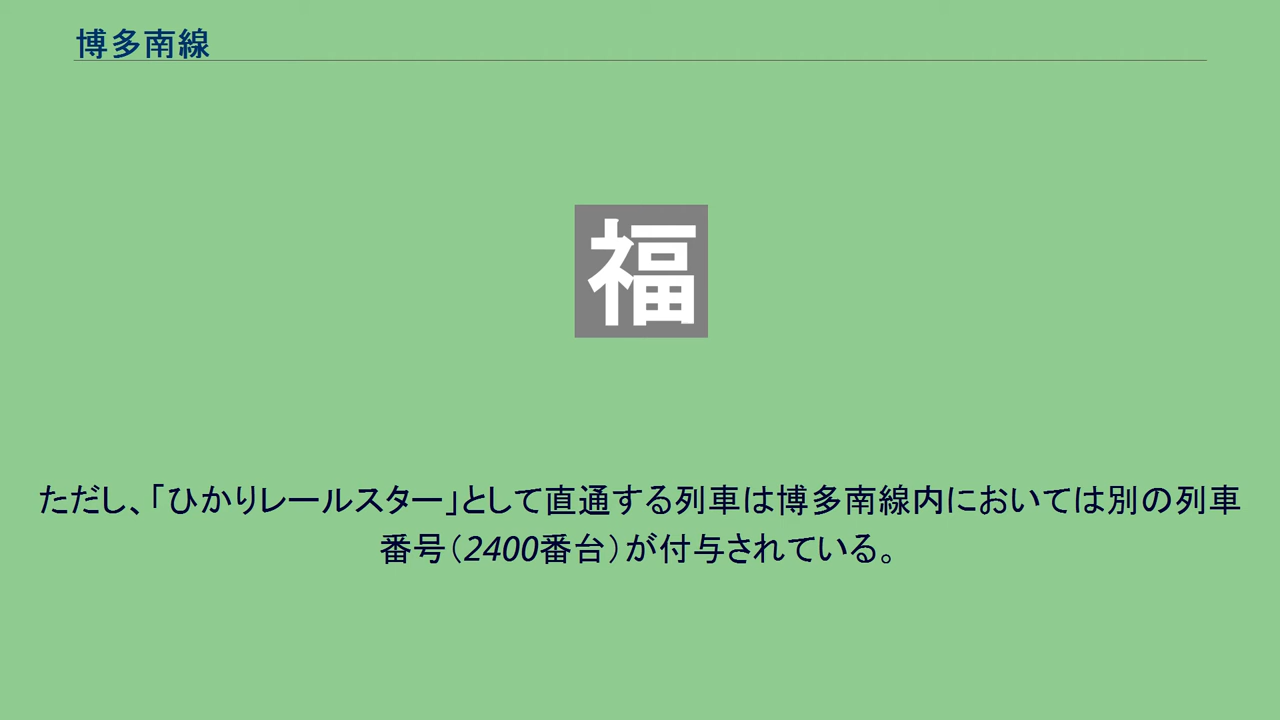 博多南線
福
ただし、「ひかりレールスター」として直通する列車は博多南線内においては別の列車
番号（2400番台）が付与されている。